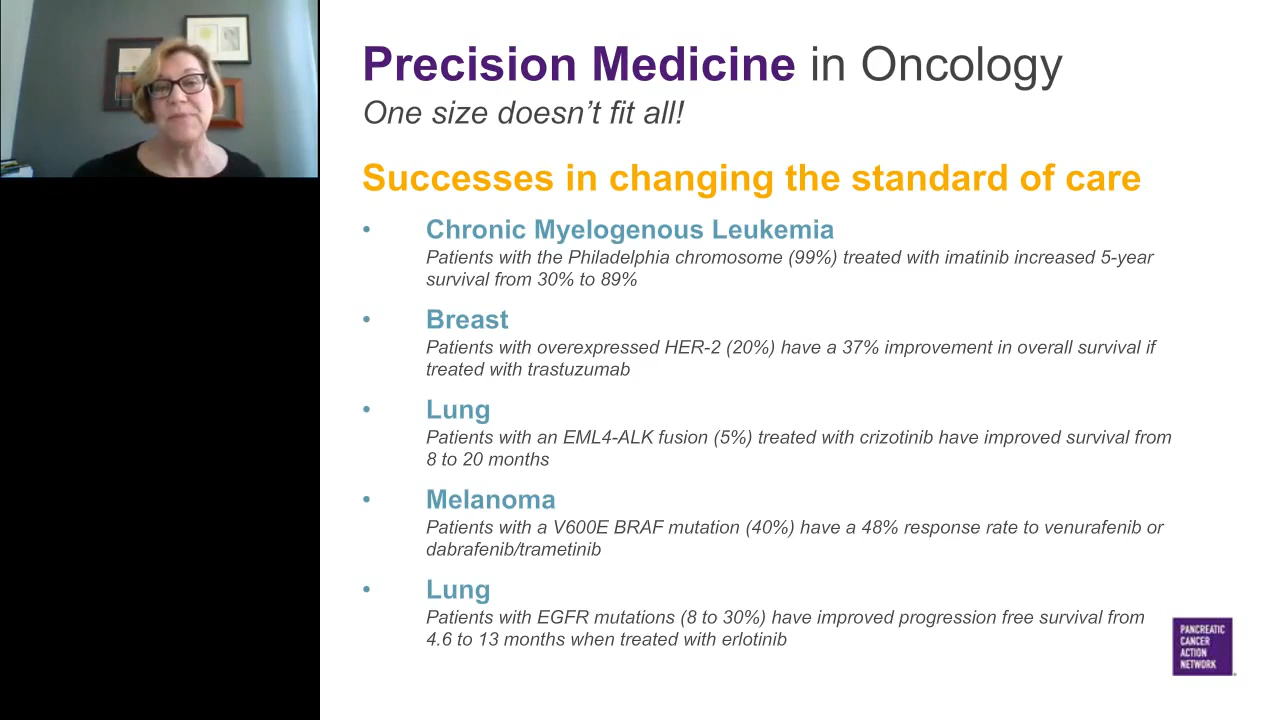 Precision Medicine in Oncology
One size doesn't fit all!
Successes in changing the standard of care
• Chronic Myelogenous Leukemia
Patients with the Philadelphia chromosome (99%) treated with imatinib increased 5-year
survival from 30% to 89%
• Breast
Patients with overexpressed HER-2 (20%) have a 37% improvement in overall survival if
treated with trastuzumab
• Lung
Patients with an EML4-ALK fusion (5%) treated with crizotinib have improved survival from
8 to 20 months
• Melanoma
Patients with a V600E BRAF mutation (40%) have a 48% response rate to venurafenib or
dabrafenib/trametinib
• Lung
Patients with EGFR mutations (8 to 30%) have improved progression free survival from
4.6 to 13 months when treated with erlotinib
PANCREATIC
CANCER
ACTION
NETWORK